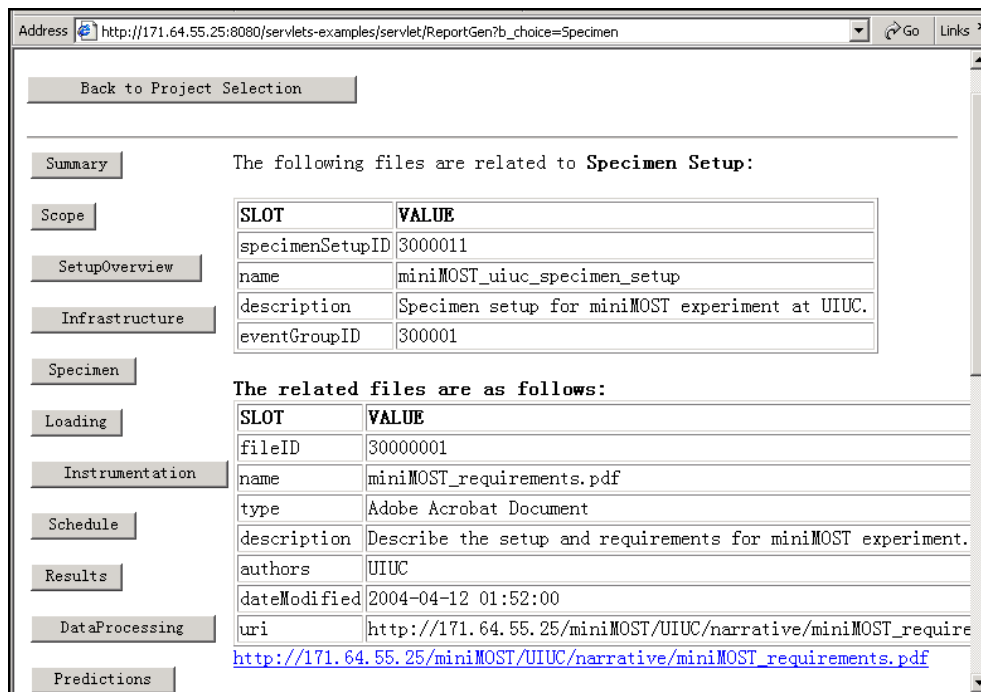 Address http://171.64.55.25:8080/servlets-examples/servlet/ReportGen?b_choice=Specimen Go Links
Back to Project Selection
Summary
Scope
SetupOverview
Infrastructure
Specimen
Loading
Instrumentation
Schedule
Results
DataProcessing
Predictions
The following files are related to Specimen Setup:
SLOT VALUE
specimenSetupID 3000011
name miniMOST_uiuc_specimen_setup
description Specimen setup for miniMOST experiment at UIUC.
eventGroupID 300001
The related files are as follows:
SLOT VALUE
fileID 30000001
name miniMOST_requirements.pdf
type Adobe Acrobat Document
description Describe the setup and requirements for miniMOST experiment.
authors UIUC
dateModified 2004-04-12 01:52:00
uri http://171.64.55.25/miniMOST/UIUC/narrative/miniMOST_require
http://171.64.55.25/miniMOST/UIUC/narrative/miniMOST_requirements.pdf